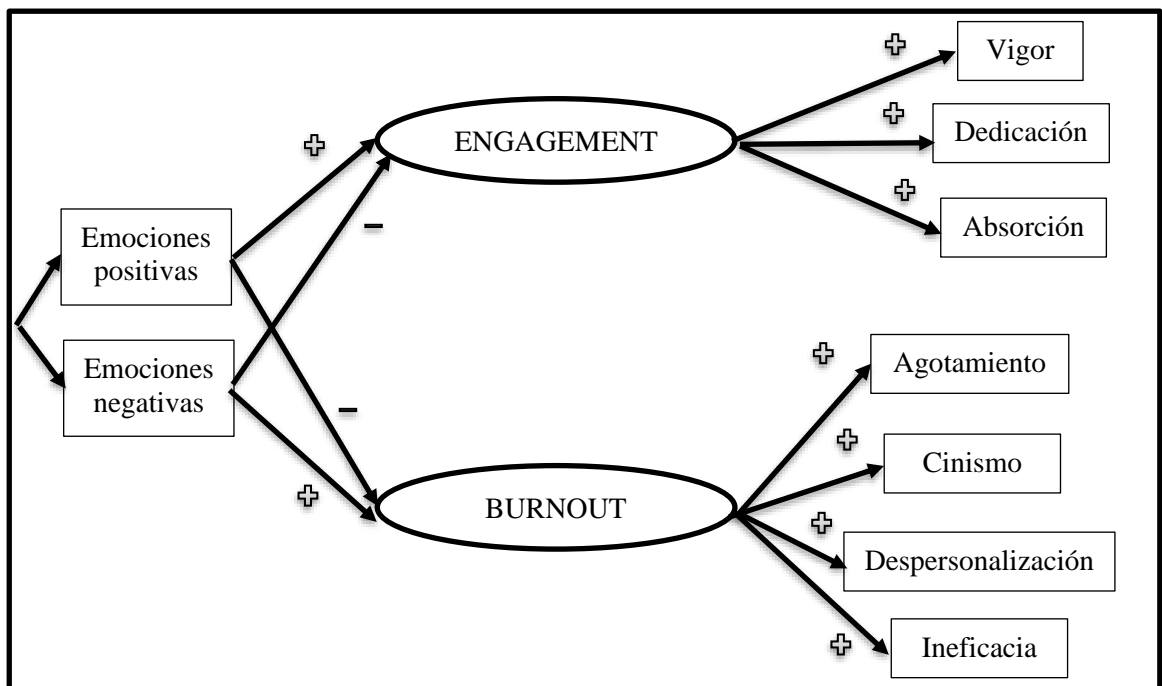 Vigor
ENGAGEMENT
Dedicación
Absorción
Emociones
positivas
Emociones
negativas
Agotamiento
Cinismo
BURNOUT
Despersonalización
Ineficacia